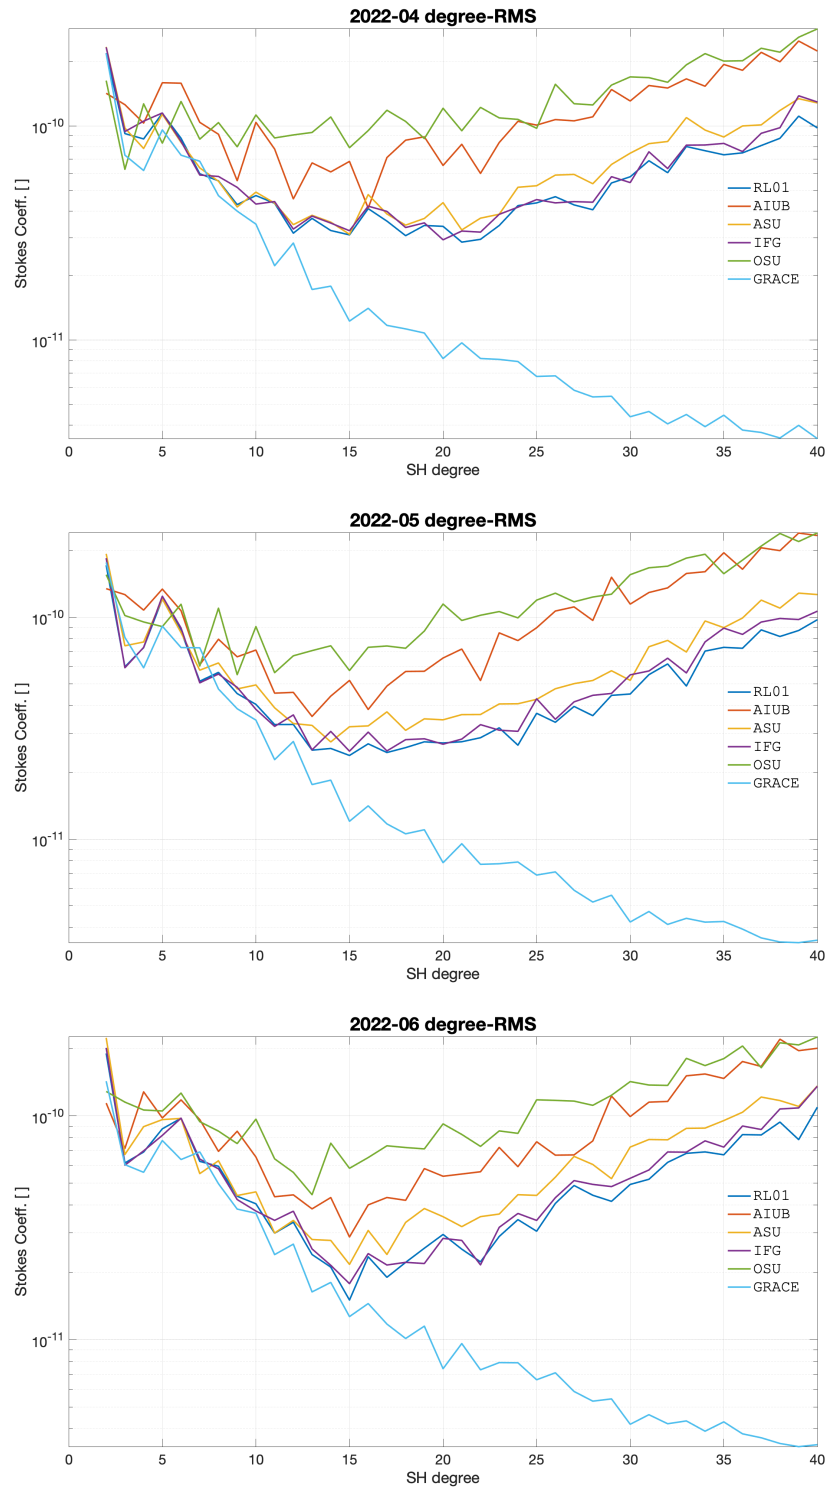 2022-04 degree-RMS
Stokes Coeff. [ ]
10-10
10-11
RL01
AIUB
ASU
IFG
OSU
GRACE
0 5 10 15 20 25 30 35 40
SH degree
2022-05 degree-RMS
Stokes Coeff. [ ]
10-10
10-11
RL01
AIUB
ASU
IFG
OSU
GRACE
0 5 10 15 20 25 30 35 40
SH degree
2022-06 degree-RMS
Stokes Coeff. [ ]
10-10
10-11
RL01
AIUB
ASU
IFG
OSU
GRACE
0 5 10 15 20 25 30 35 40
SH degree